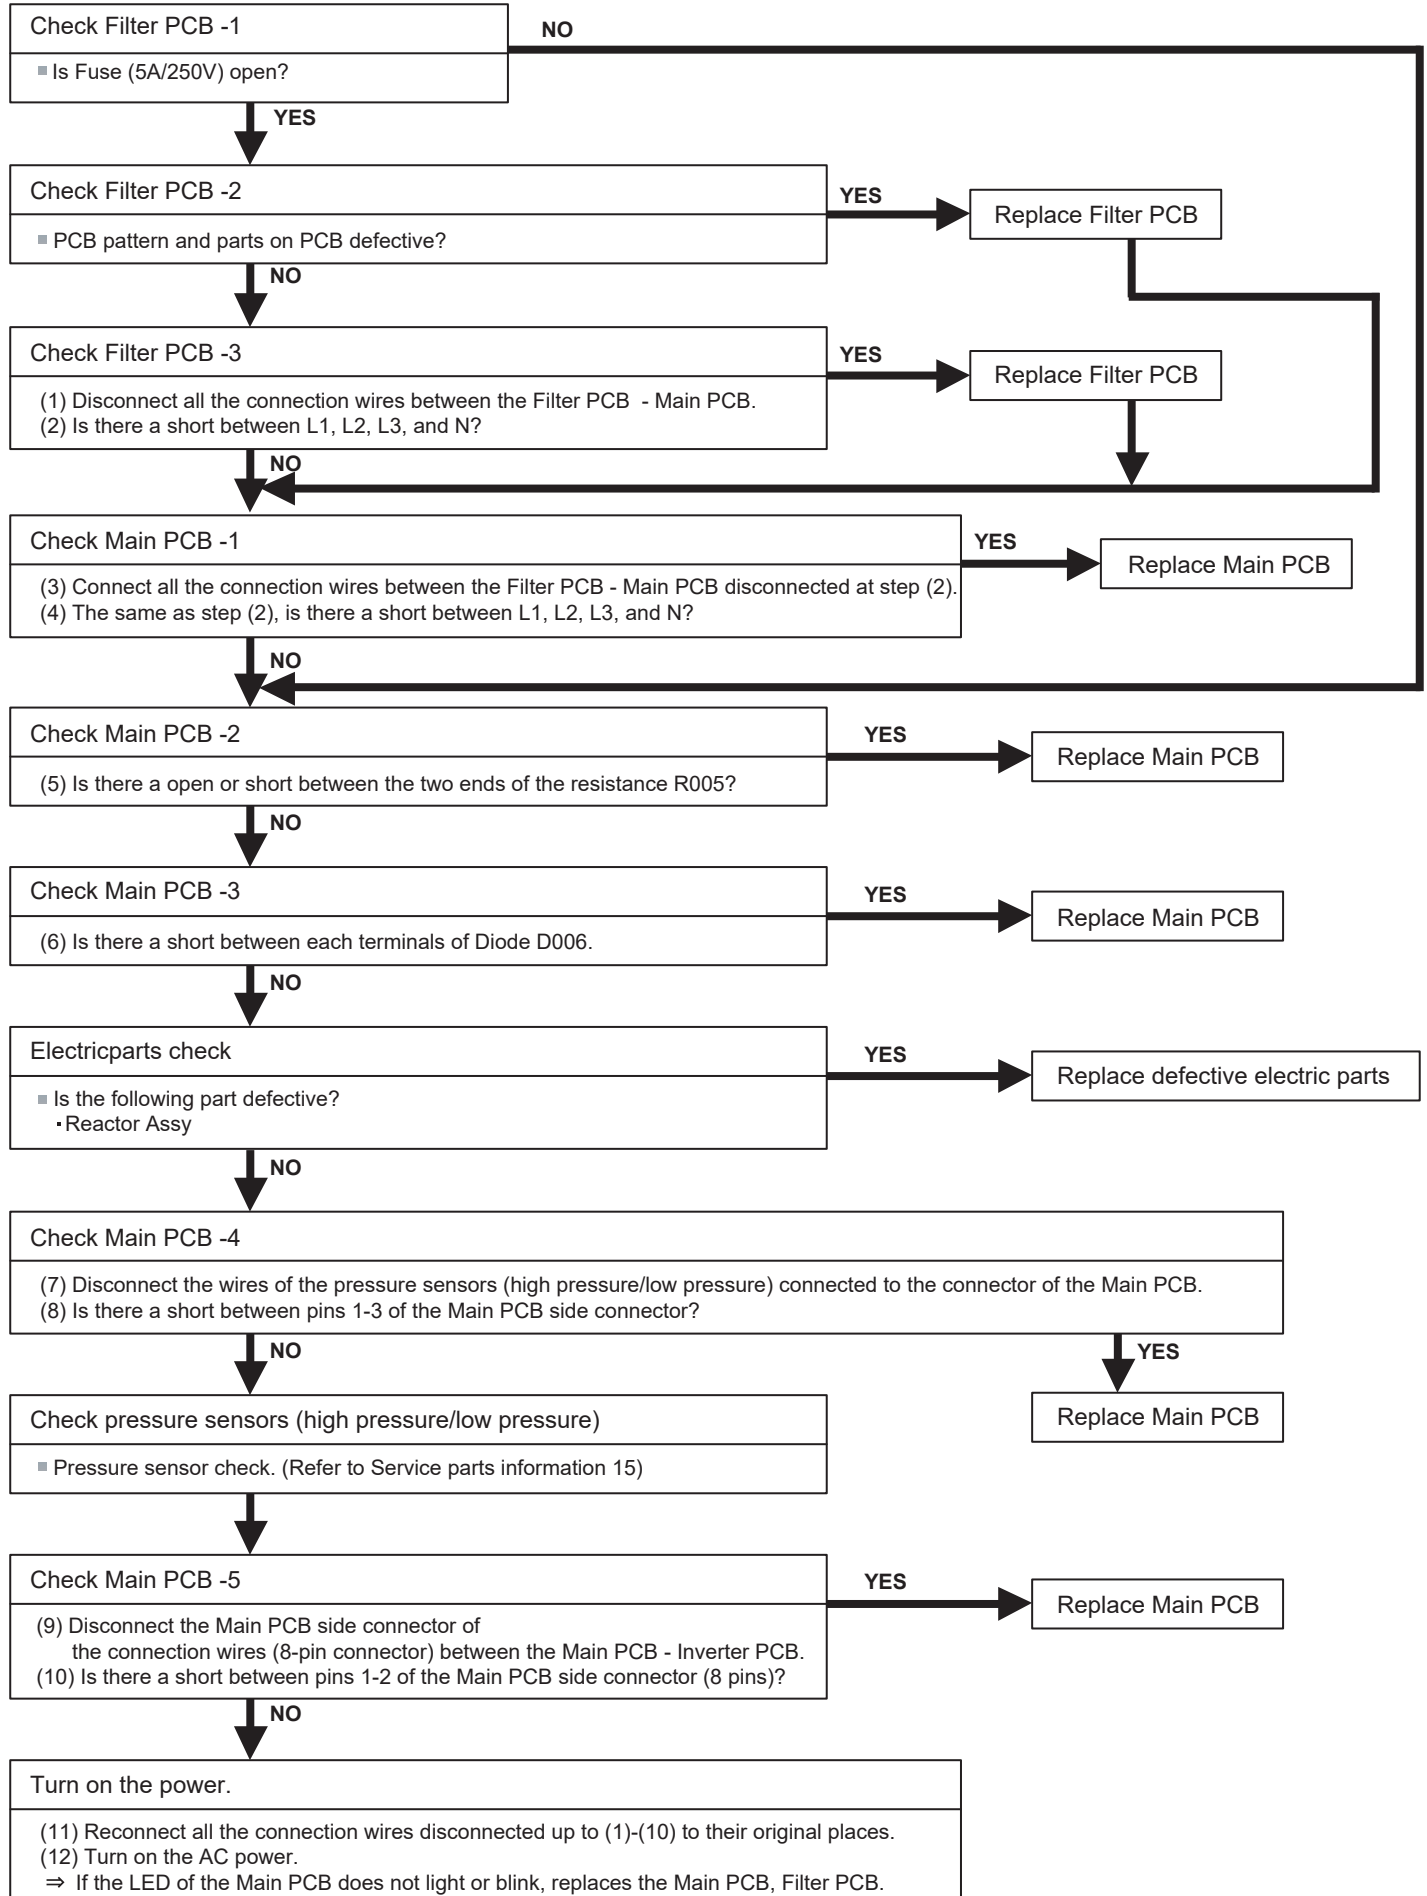 Check Filter PCB -1
NO
Is Fuse (5A/250V) open?
YES
Check Filter PCB -2
YES
Replace Filter PCB
PCB pattern and parts on PCB defective?
NO
Check Filter PCB -3
YES
Replace Filter PCB
(1) Disconnect all the connection wires between the Filter PCB - Main PCB.
(2) Is there a short between L1, L2, L3, and N?
NO
Check Main PCB -1
YES
Replace Main PCB
(3) Connect all the connection wires between the Filter PCB - Main PCB disconnected at step (2).
(4) The same as step (2), is there a short between L1, L2, L3, and N?
NO
Check Main PCB -2
YES
Replace Main PCB
(5) Is there a open or short between the two ends of the resistance R005?
NO
Check Main PCB -3
YES
Replace Main PCB
(6) Is there a short between each terminals of Diode D006.
NO
Electricparts check
YES
Replace defective electric parts
Is the following part defective?
・Reactor Assy
NO
Check Main PCB -4
(7) Disconnect the wires of the pressure sensors (high pressure/low pressure) connected to the connector of the Main PCB.
(8) Is there a short between pins 1-3 of the Main PCB side connector?
NO
YES
Check pressure sensors (high pressure/low pressure)
Replace Main PCB
Pressure sensor check. (Refer to Service parts information 15)
Check Main PCB -5
YES
Replace Main PCB
(9) Disconnect the Main PCB side connector of
the connection wires (8-pin connector) between the Main PCB - Inverter PCB.
(10) Is there a short between pins 1-2 of the Main PCB side connector (8 pins)?
NO
Turn on the power.
(11) Reconnect all the connection wires disconnected up to (1)-(10) to their original places.
(12) Turn on the AC power.
⇒ If the LED of the Main PCB does not light or blink, replaces the Main PCB, Filter PCB.